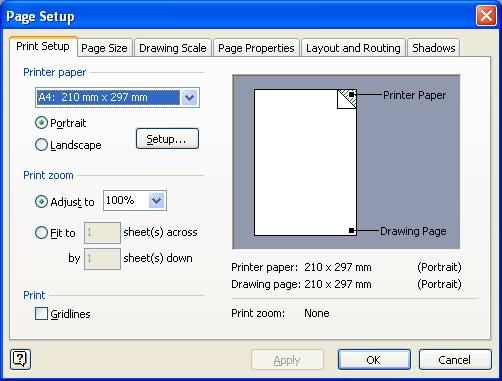 Page Setup
Print Setup Page Size Drawing Scale Page Properties Layout and Routing Shadows
Printer paper
A4: 210 mm x 297 mm
Portrait
Landscape
Setup...
Print zoom
Adjust to 100%
Fit to 1 sheet(s) across
by 1 sheet(s) down
Print
Gridlines
Printer Paper
Drawing Page
Printer paper: 210 x 297 mm (Portrait)
Drawing page: 210 x 297 mm (Portrait)
Print zoom: None
? Apply OK Cancel